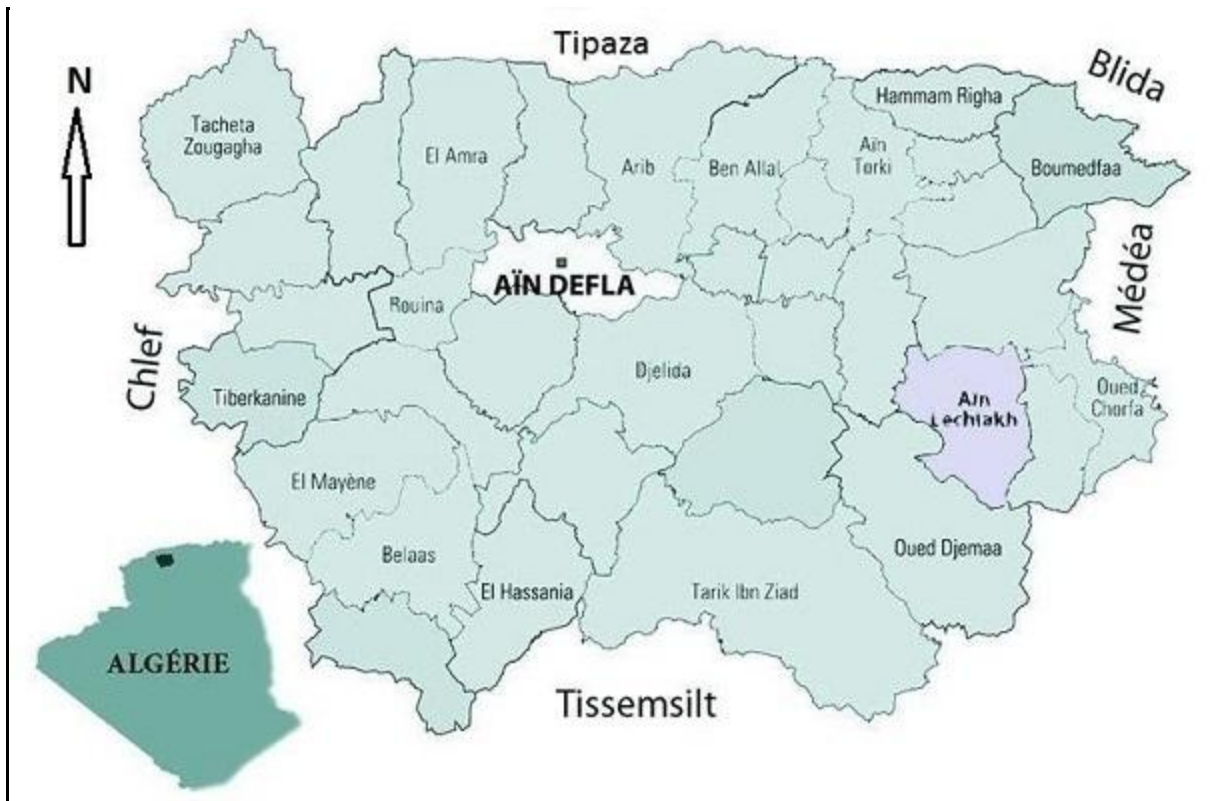 Tipaza
Blida
N
Hammam Righa
Tacheta
Zougagha
El Amra
Arib
Ben Allal
Aïn
Torki
Boumedfaa
Médéa
AÏN DEFLA
Rouina
Chlef
Djelida
Tiberkanine
Aïn
Lechiakh
Oued
Chorfa
El Mayène
Belaas
Oued Djemaa
El Hassania
Tarik Ibn Ziad
ALGÉRIE
Tissemsilt